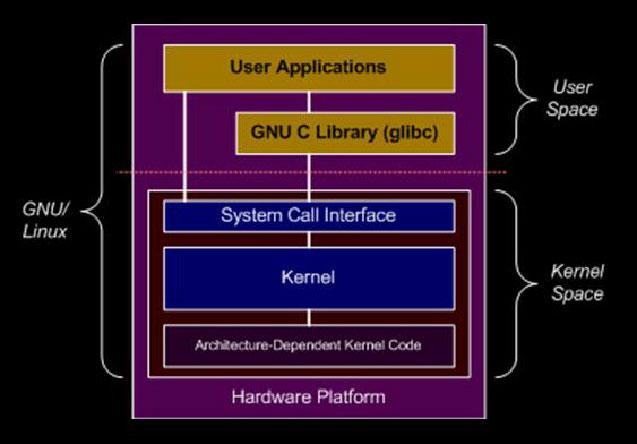 User Applications
User
Space
GNU C Library (glibc)
GNU/
Linux
System Call Interface
Kernel
Kernel
Space
Architecture-Dependent Kernel Code
Hardware Platform